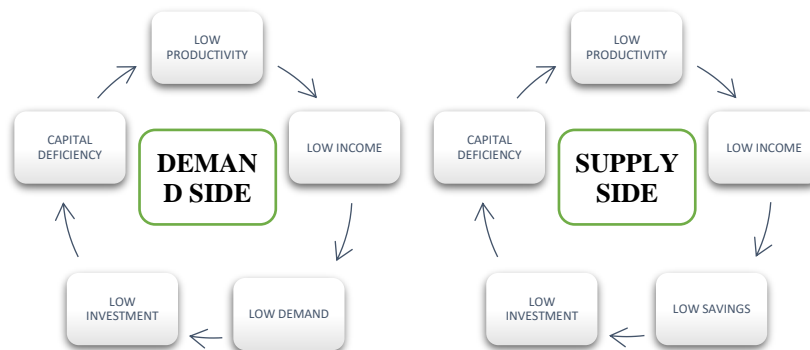 LOW
PRODUCTIVITY
LOW INCOME
LOW DEMAND
LOW
INVESTMENT
CAPITAL
DEFICIENCY
DEMAN
D SIDE
LOW
PRODUCTIVITY
LOW INCOME
LOW SAVINGS
LOW
INVESTMENT
CAPITAL
DEFICIENCY
SUPPLY
SIDE